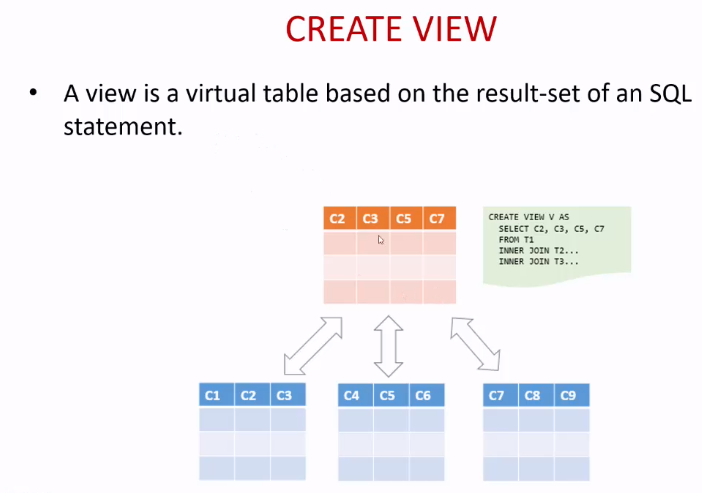 CREATE VIEW
• A view is a virtual table based on the result-set of an SQL
statement.
C2 C3 C5 C7
CREATE VIEW V AS
SELECT C2, C3, C5, C7
FROM T1
INNER JOIN T2...
INNER JOIN T3...
C1 C2 C3
C4 C5 C6
C7 C8 C9